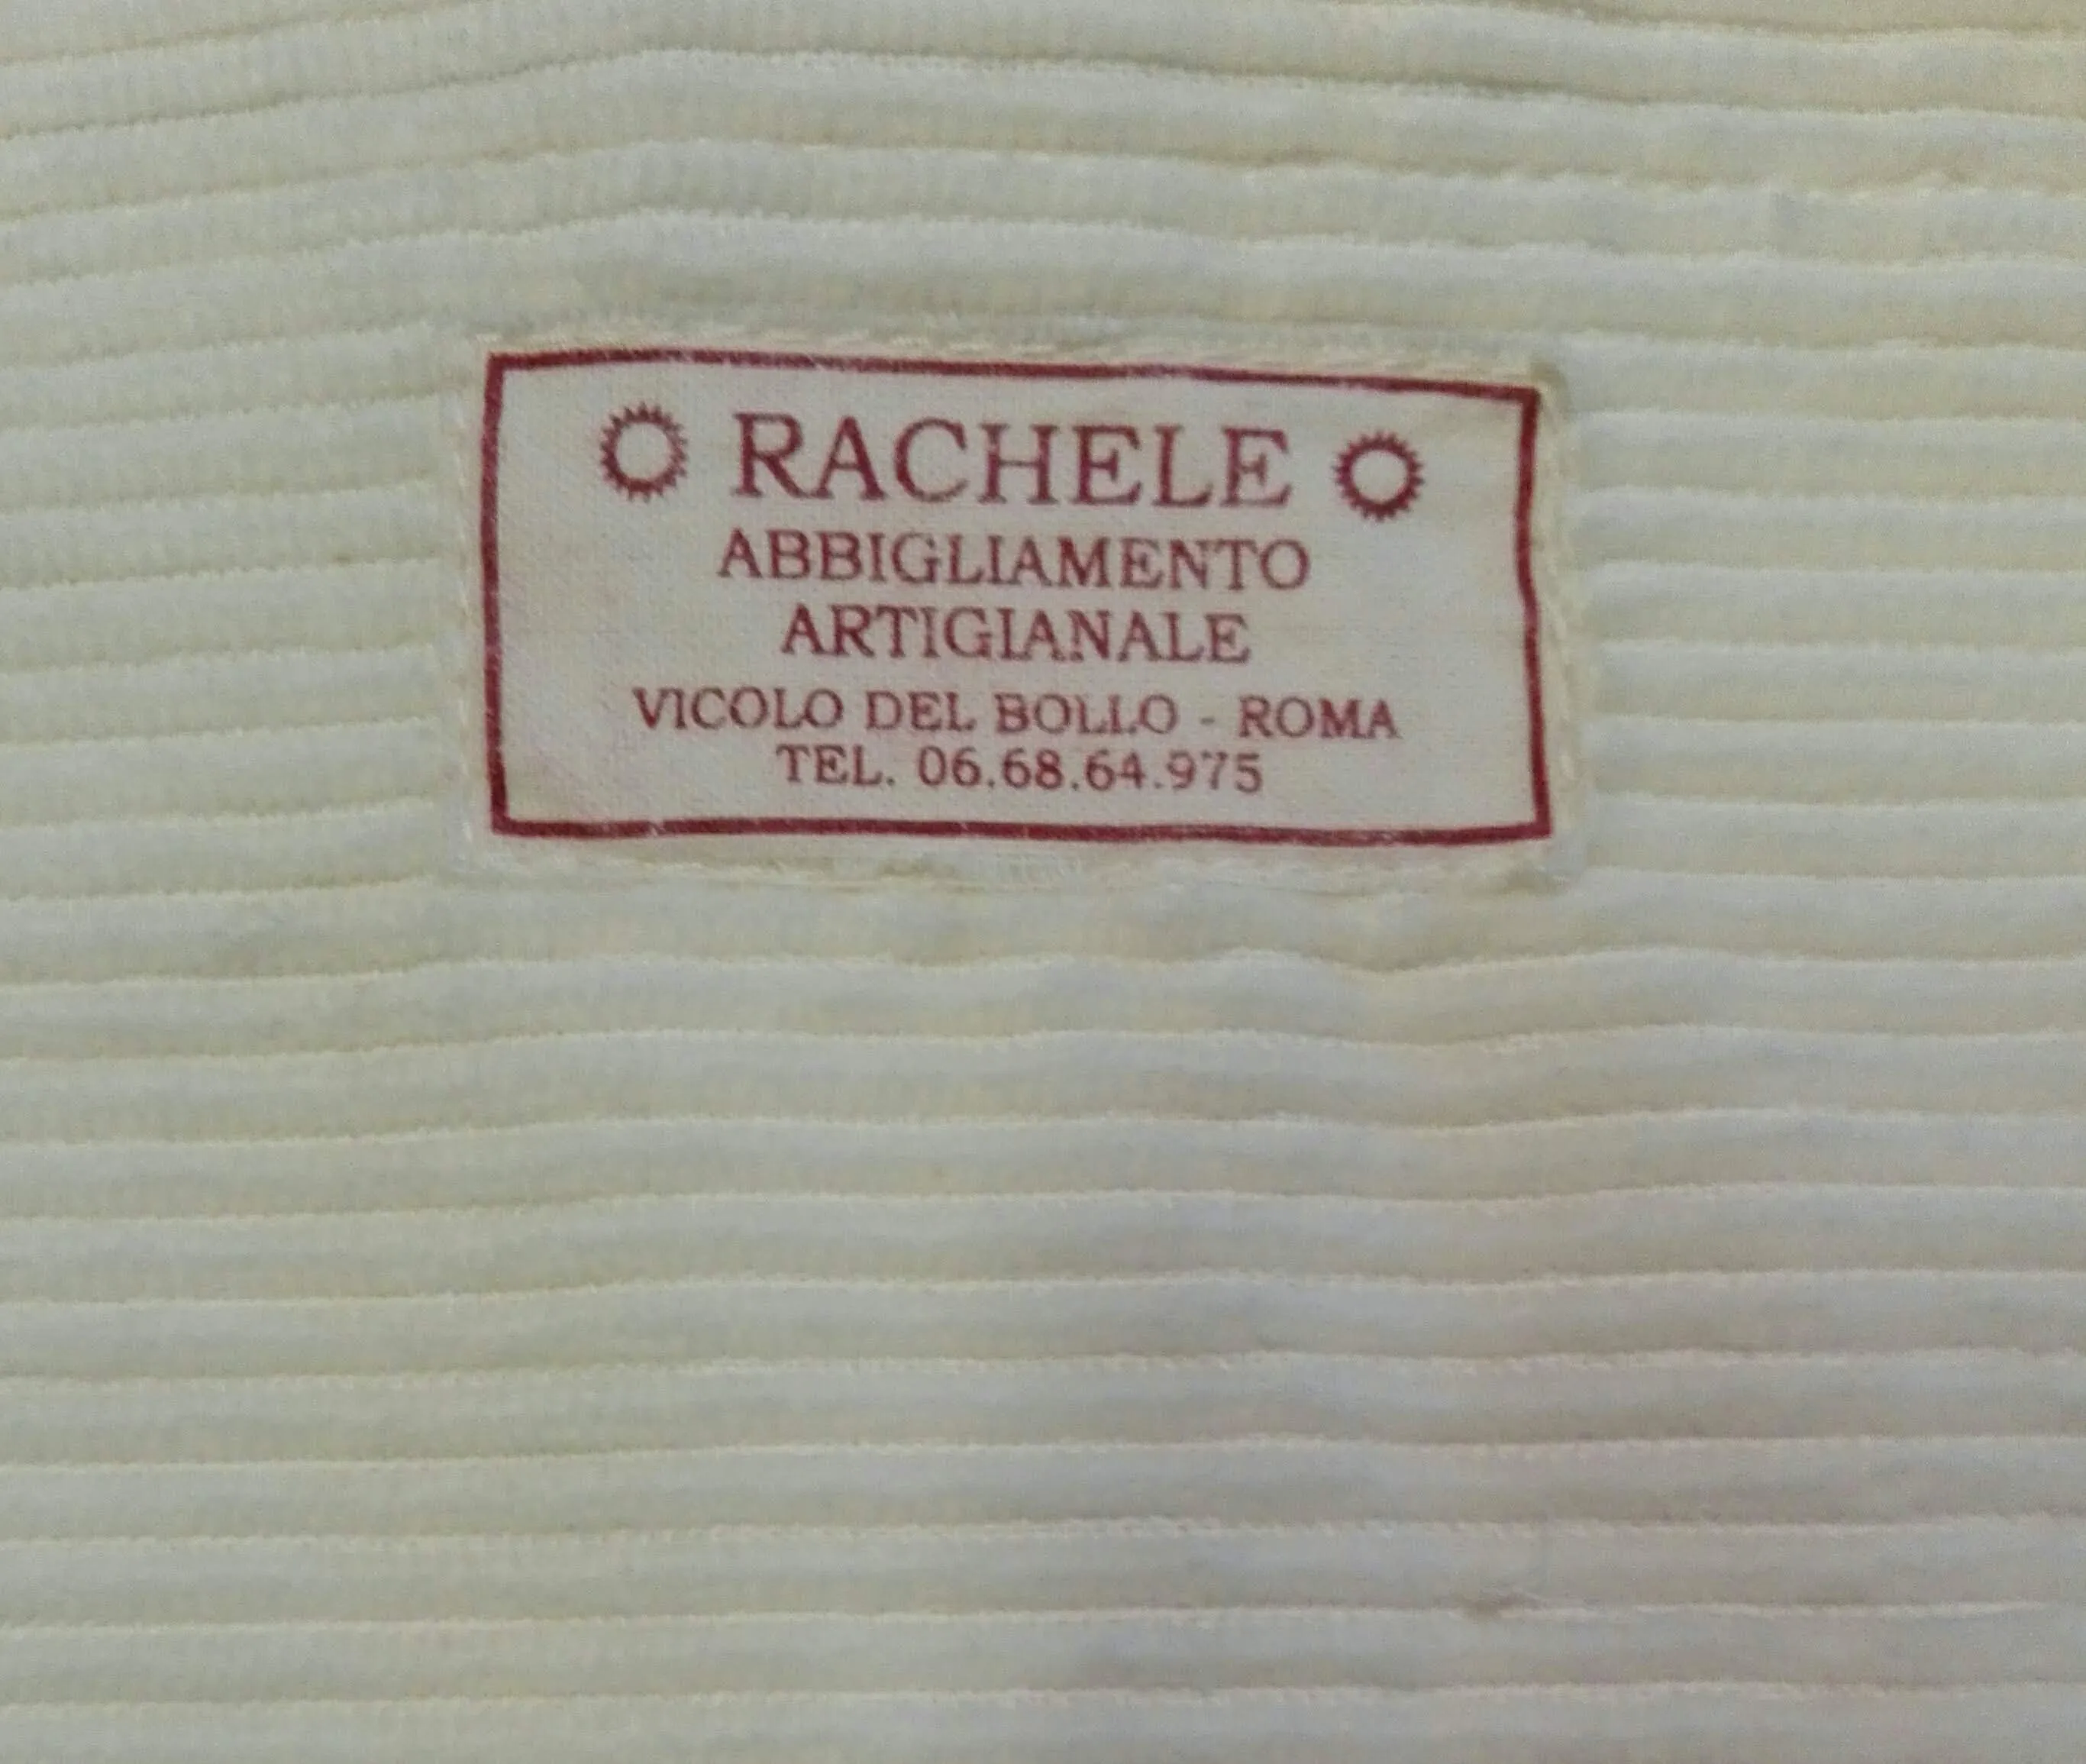 RACHELE
ABBIGLIAMENTO
ARTIGIANALE
VICOLO DEL BOLLO - ROMA
TEL. 06.68.64.975